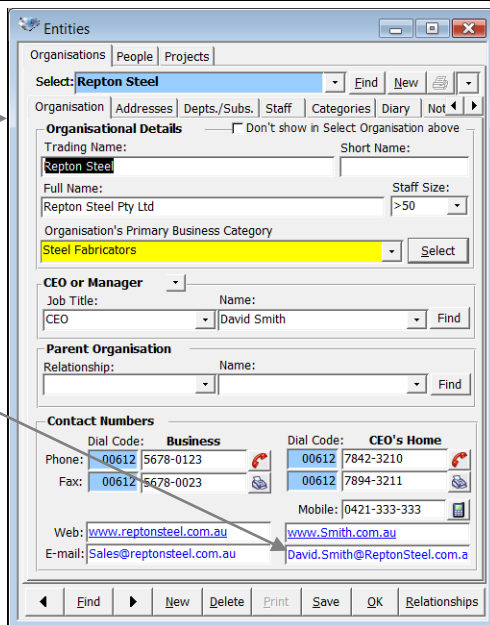 Entities
Organisations People Projects
Select: Repton Steel Find New
Organisation Addresses Depts./Subs. Staff Categories Diary Not
Organisational Details Don't show in Select Organisation above
Trading Name: Short Name:
Repton Steel
Full Name: Staff Size:
Repton Steel Pty Ltd >50
Organisation's Primary Business Category
Steel Fabricators Select
CEO or Manager
Job Title: Name:
CEO David Smith Find
Parent Organisation
Relationship: Name:
Find
Contact Numbers
Dial Code: Business Dial Code: CEO's Home
Phone: 00612 5678-0123 00612 7842-3210
Fax: 00612 5678-0023 00612 7894-3211
Mobile: 0421-333-333
Web: www.reptonsteel.com.au www.Smith.com.au
E-mail: Sales@reptonsteel.com.au David.Smith@ReptonSteel.com.a
Find New Delete Print Save OK Relationships